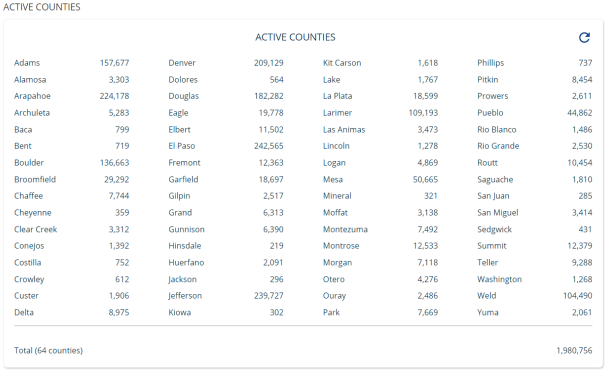 ACTIVE COUNTIES
ACTIVE COUNTIES
Adams 157,677 Denver 209,129 Kit Carson 1,618 Phillips 737
Alamosa 3,303 Dolores 564 Lake 1,767 Pitkin 8,454
Arapahoe 224,178 Douglas 182,282 La Plata 18,599 Prowers 2,611
Archuleta 5,283 Eagle 19,778 Larimer 109,193 Pueblo 44,862
Baca 799 Elbert 11,502 Las Animas 3,473 Rio Blanco 1,486
Bent 719 El Paso 242,565 Lincoln 1,278 Rio Grande 2,530
Boulder 136,663 Fremont 12,363 Logan 4,869 Routt 10,454
Broomfield 29,292 Garfield 18,697 Mesa 50,665 Saguache 1,810
Chaffee 7,744 Gilpin 2,517 Mineral 321 San Juan 285
Cheyenne 359 Grand 6,313 Moffat 3,138 San Miguel 3,414
Clear Creek 3,312 Gunnison 6,390 Montezuma 7,492 Sedgwick 431
Conejos 1,392 Hinsdale 219 Montrose 12,533 Summit 12,379
Costilla 752 Huerfano 2,091 Morgan 7,118 Teller 9,288
Crowley 612 Jackson 296 Otero 4,276 Washington 1,268
Custer 1,906 Jefferson 239,727 Ouray 2,486 Weld 104,490
Delta 8,975 Kiowa 302 Park 7,669 Yuma 2,061
Total (64 counties) 1,980,756